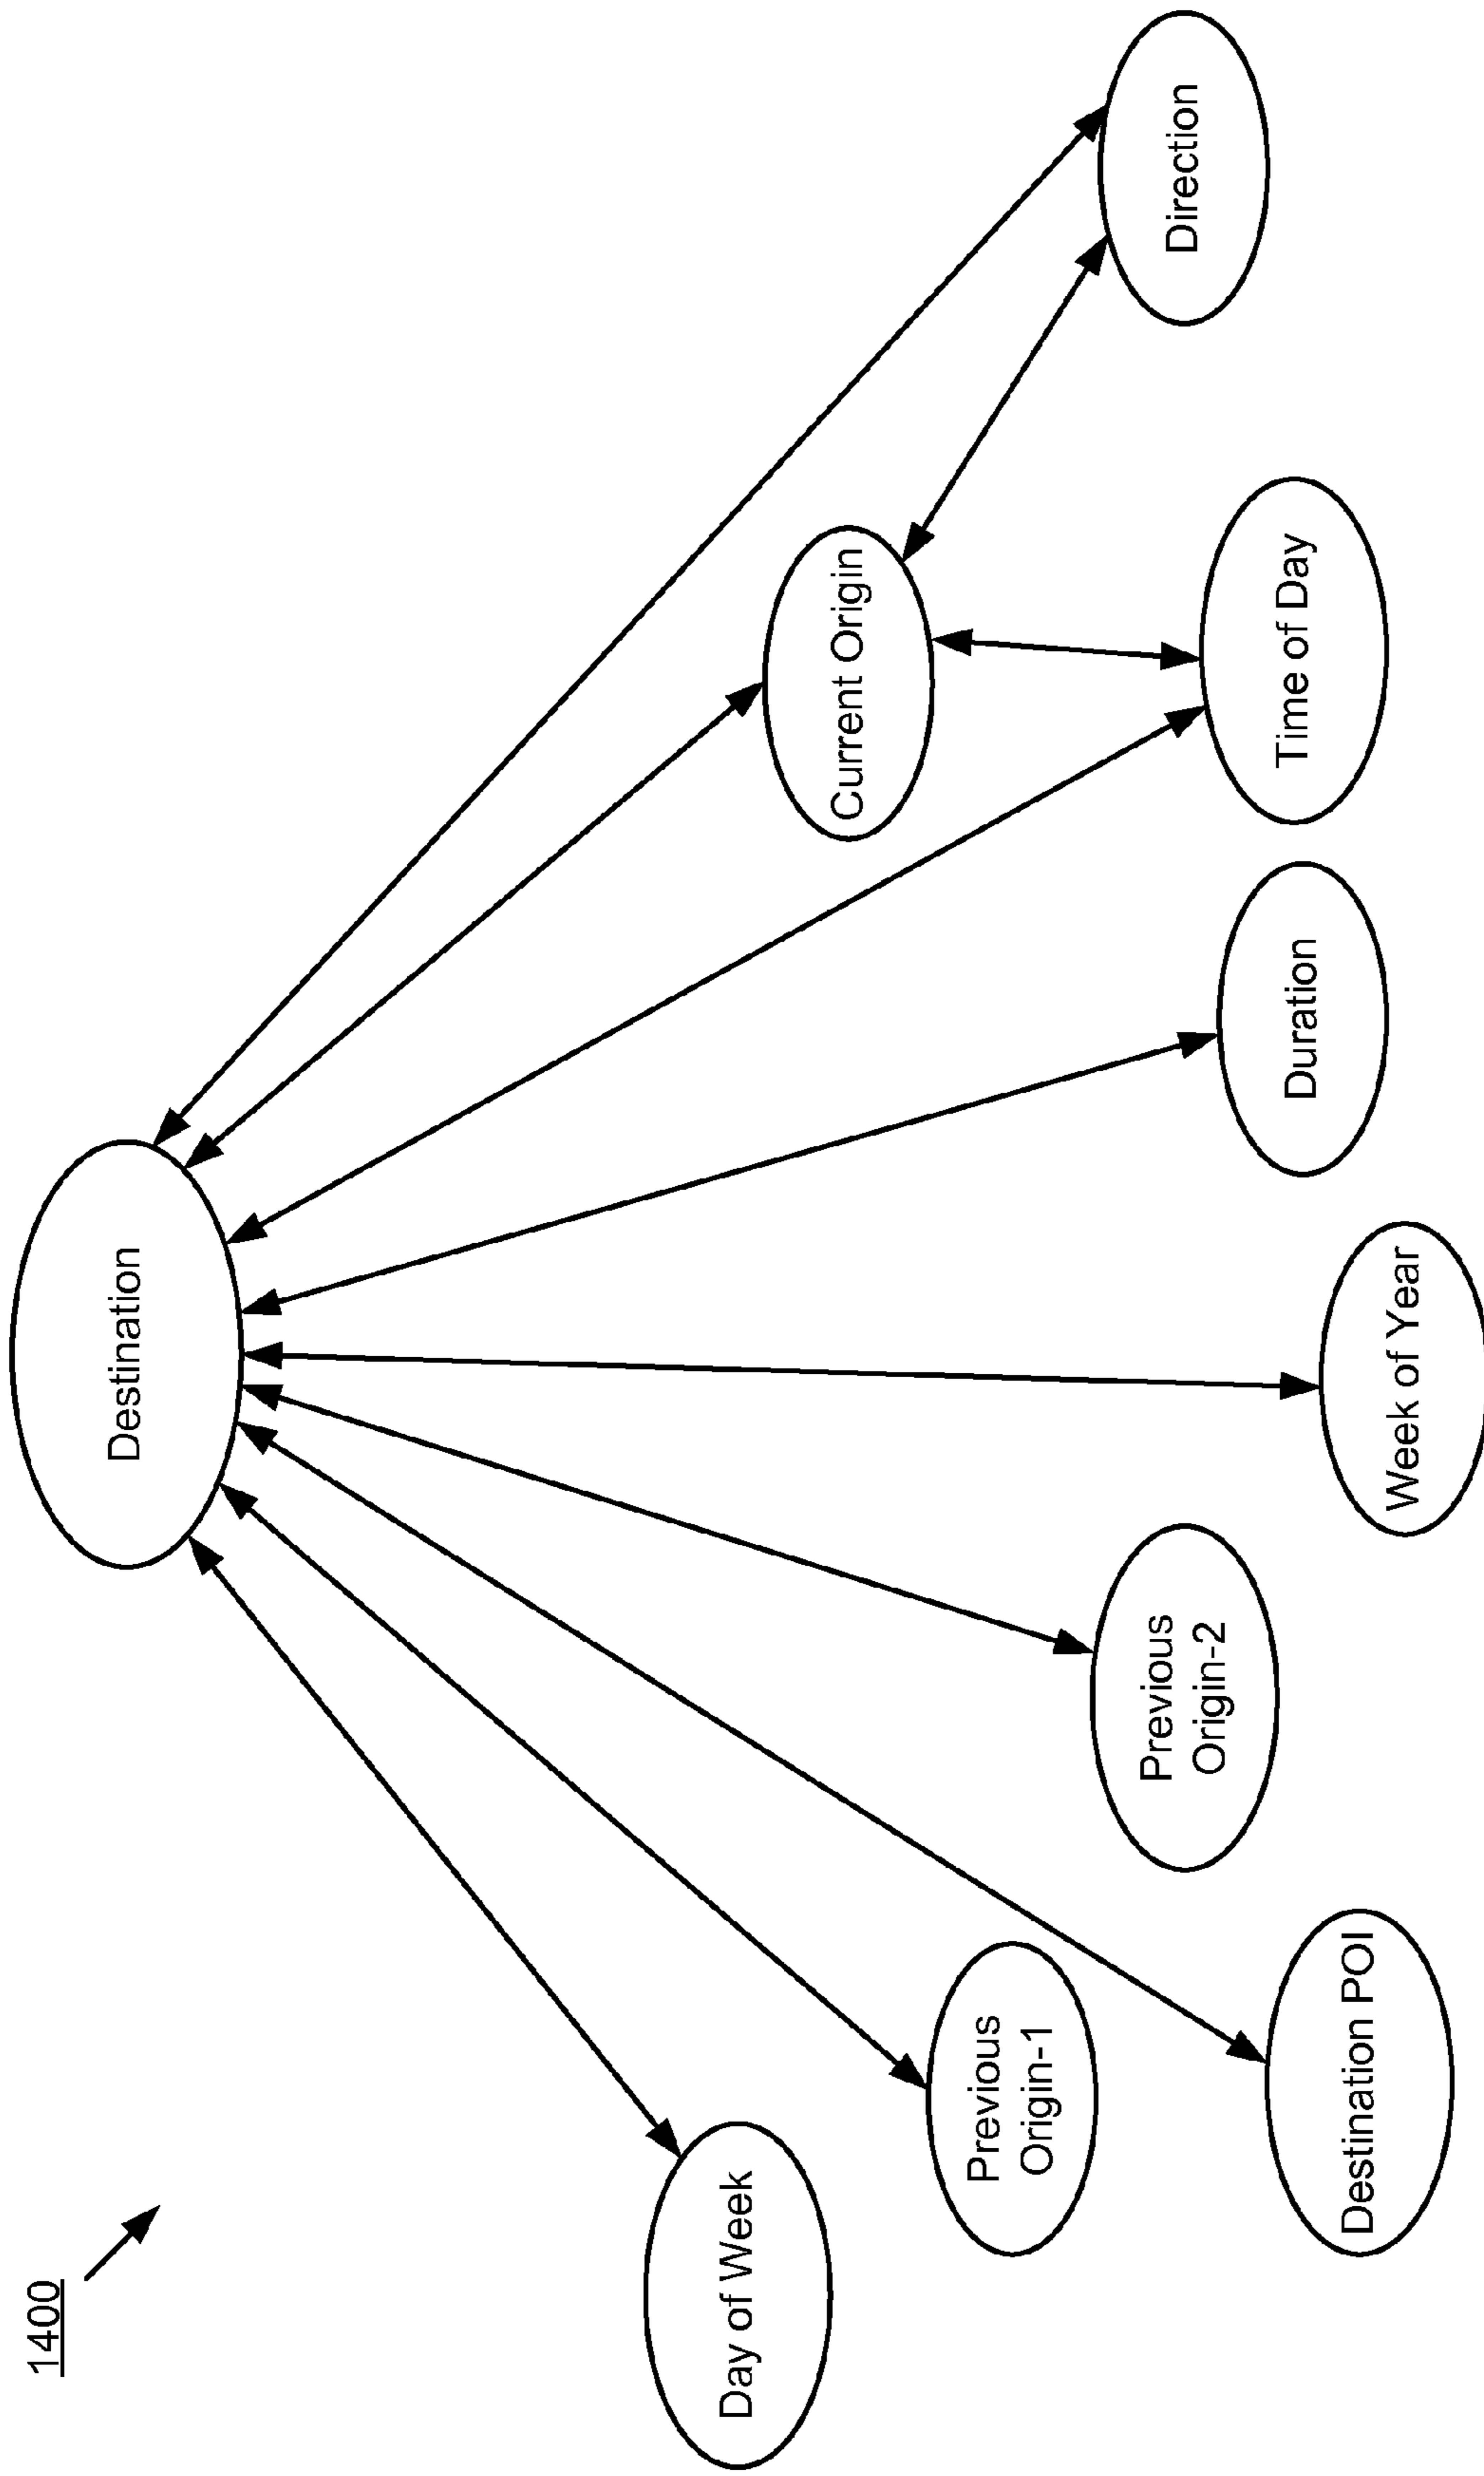 1400
Destination
Day of Week
Previous
Origin-1
Destination POI
Previous
Origin-2
Week of Year
Duration
Current Origin
Time of Day
Direction